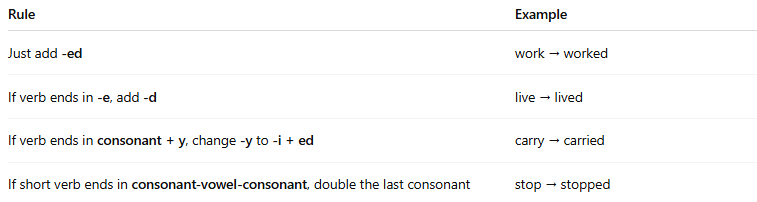 Rule Example
Just add -ed work → worked
If verb ends in -e, add -d live → lived
If verb ends in consonant + y, change -y to -i + ed carry → carried
If short verb ends in consonant-vowel-consonant, double the last consonant stop → stopped